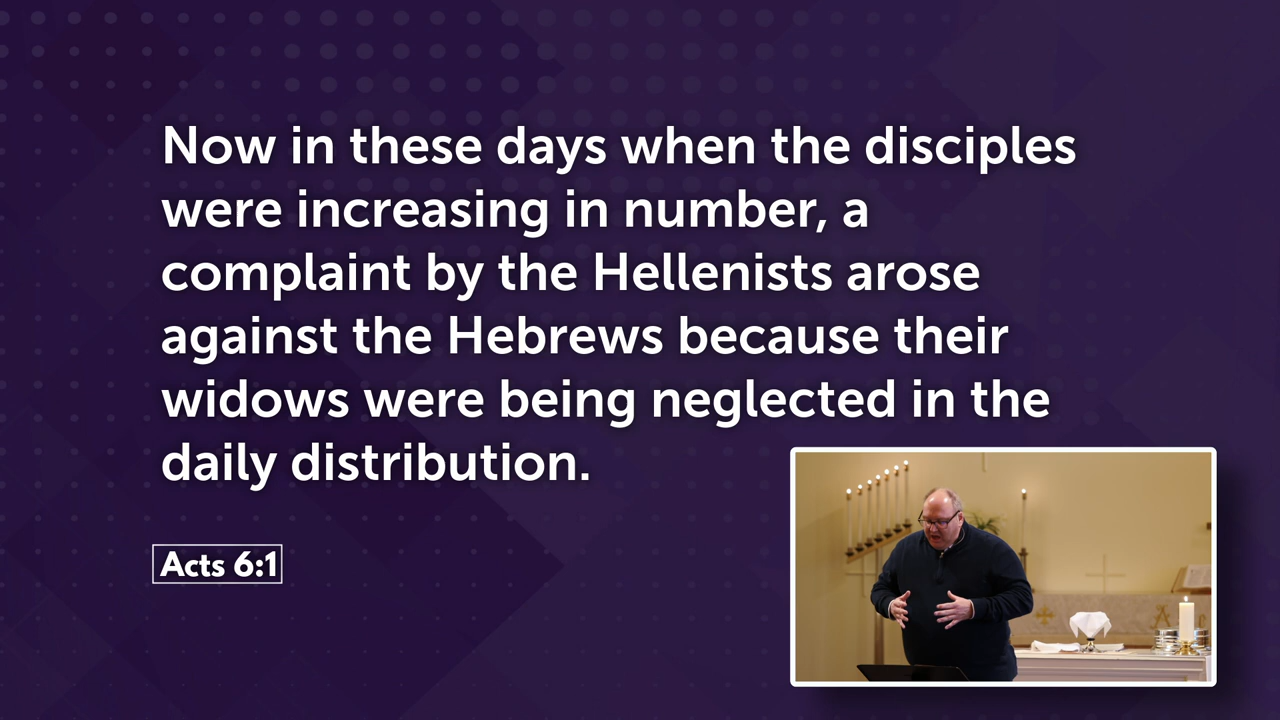 Now in these days when the disciples
were increasing in number, a
complaint by the Hellenists arose
against the Hebrews because their
widows were being neglected in the
daily distribution.
Acts 6:1